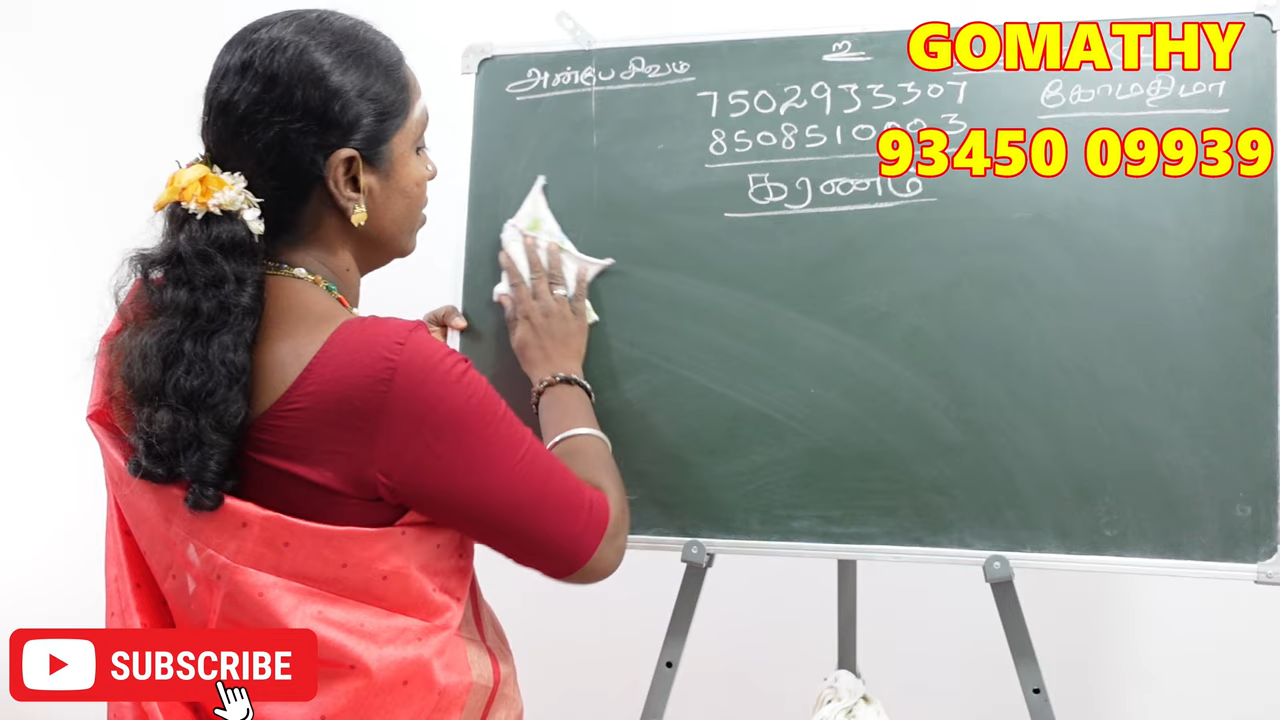 GOMATHY
93450 09939
அன்பே சிவம்
உ
7502933307
கோமதிமா
கரணம்
SUBSCRIBE